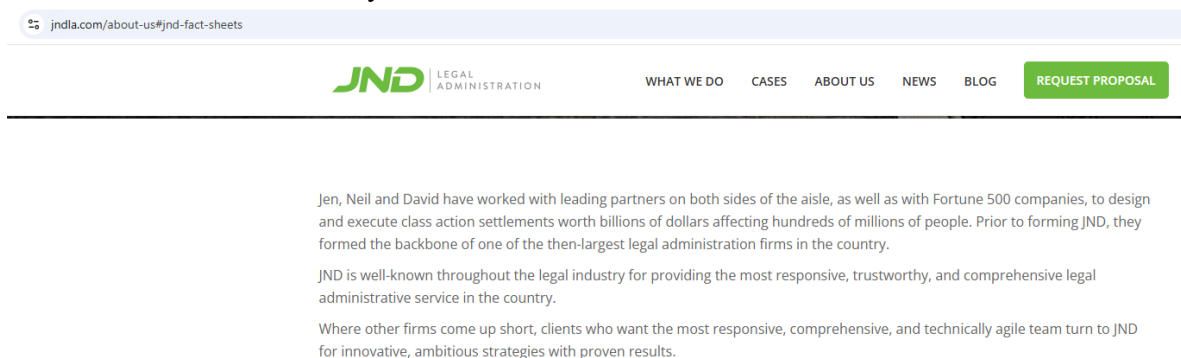 jndla.com/about-us#jnd-fact-sheets
JND LEGAL ADMINISTRATION WHAT WE DO CASES ABOUT US NEWS BLOG REQUEST PROPOSAL
Jen, Neil and David have worked with leading partners on both sides of the aisle, as well as with Fortune 500 companies, to design
and execute class action settlements worth billions of dollars affecting hundreds of millions of people. Prior to forming JND, they
formed the backbone of one of the then-largest legal administration firms in the country.
JND is well-known throughout the legal industry for providing the most responsive, trustworthy, and comprehensive legal
administrative service in the country.
Where other firms come up short, clients who want the most responsive, comprehensive, and technically agile team turn to JND
for innovative, ambitious strategies with proven results.